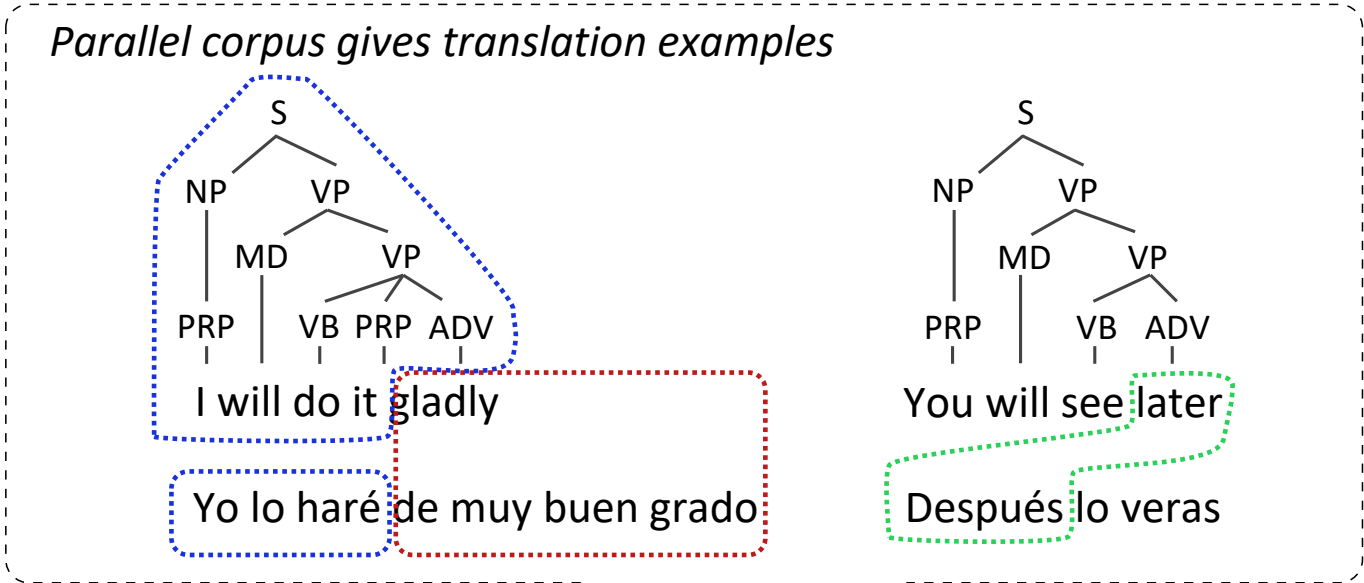 Parallel corpus gives translation examples
S
NP VP
MD VP
PRP VB PRP ADV
I will do it gladly
Yo lo haré de muy buen grado
S
NP VP
MD VP
PRP VB ADV
You will see later
Después lo veras